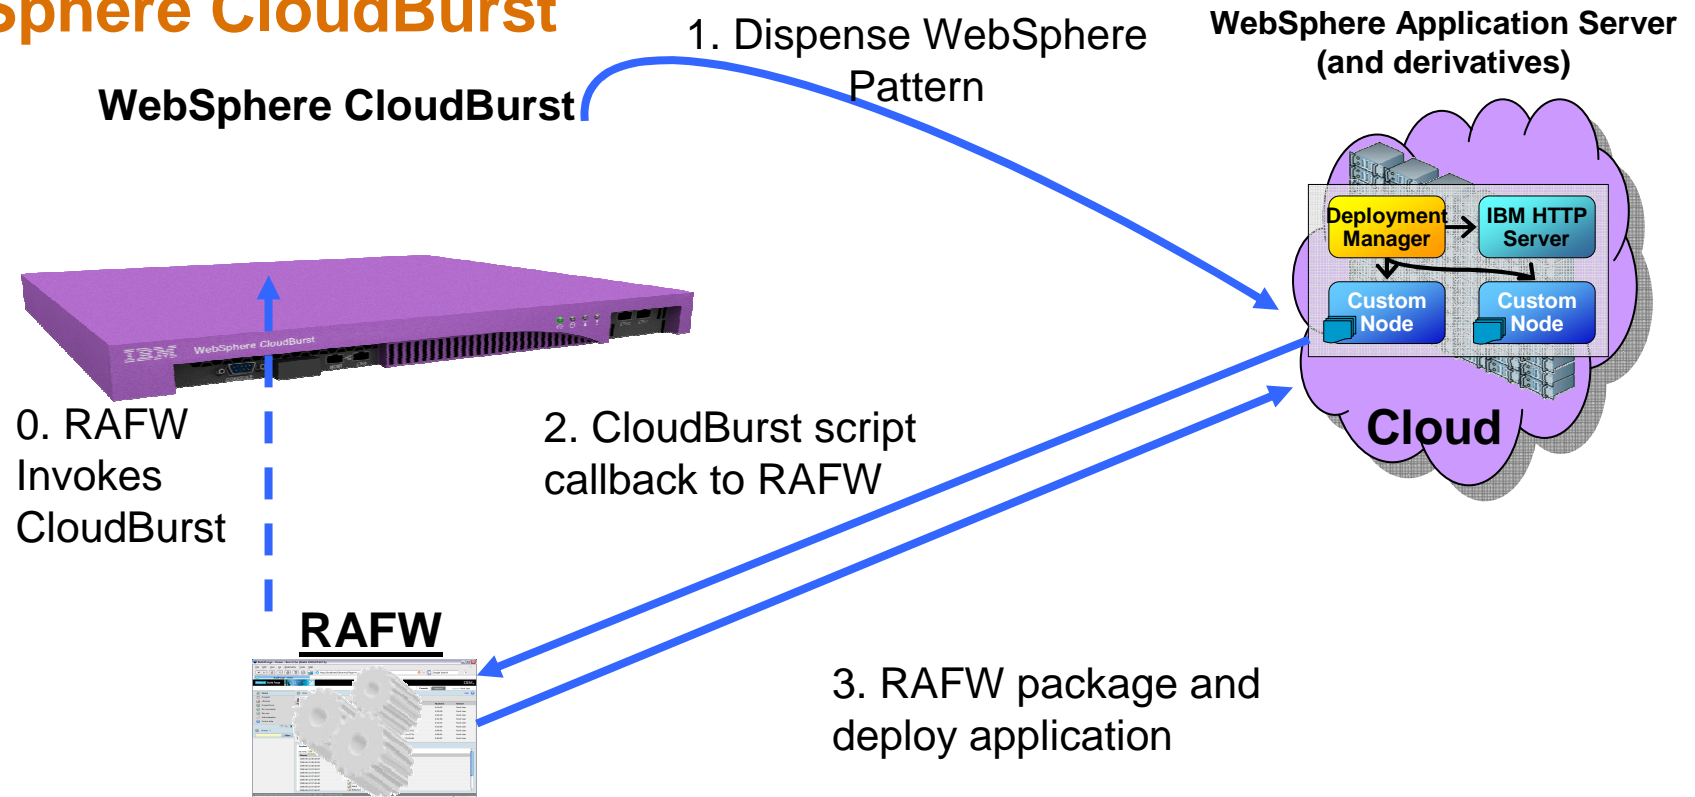 Sphere CloudBurst
1. Dispense WebSphere
Pattern
WebSphere Application Server
(and derivatives)
WebSphere CloudBurst
Deployment
Manager
IBM HTTP
Server
Custom
Node
Custom
Node
Cloud
IBM WebSphere CloudBurst
0. RAFW
Invokes
CloudBurst
2. CloudBurst script
callback to RAFW
RAFW
3. RAFW package and
deploy application